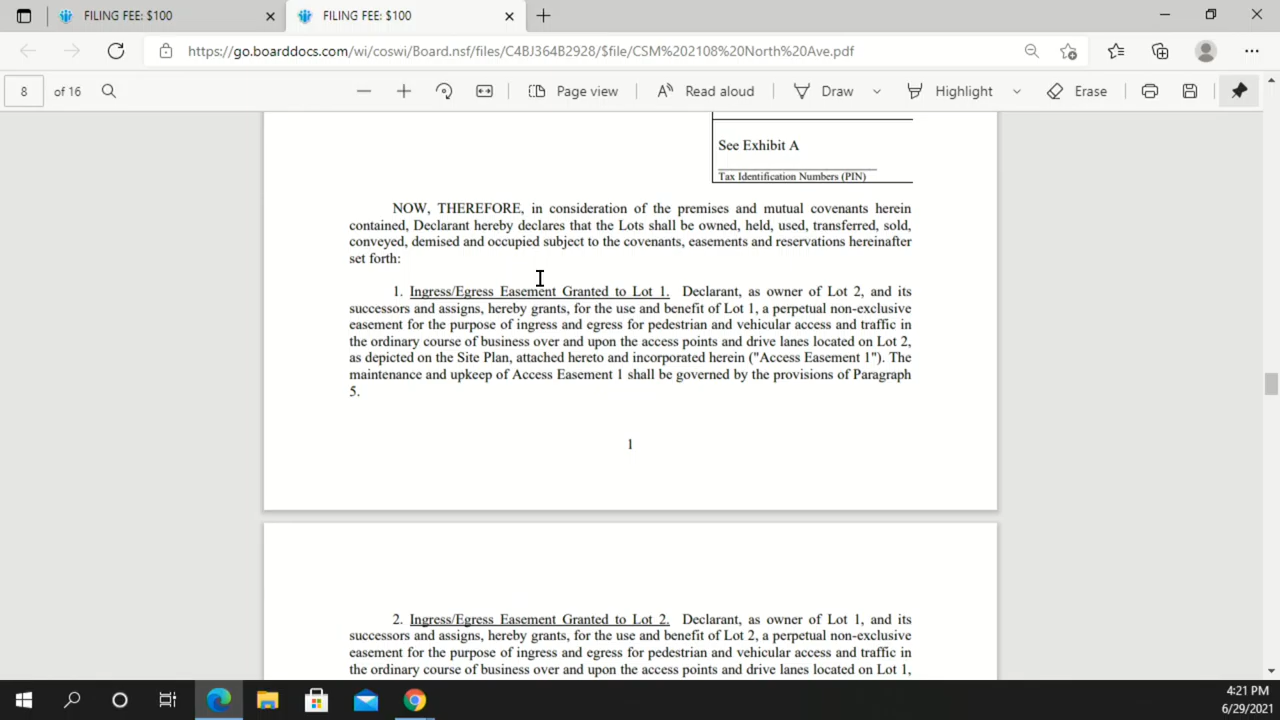 FILING FEE: $100
FILING FEE: $100
https://go.boarddocs.com/wi/coswi/Board.nsf/files/C4BJ364B2928/$file/CSM%202108%20North%20Ave.pdf
8 of 16 Page view Read aloud Draw Highlight Erase
See Exhibit A
Tax Identification Numbers (PIN)
NOW, THEREFORE, in consideration of the premises and mutual covenants herein
contained, Declarant hereby declares that the Lots shall be owned, held, used, transferred, sold,
conveyed, demised and occupied subject to the covenants, easements and reservations hereinafter
set forth:
1. Ingress/Egress Easement Granted to Lot 1. Declarant, as owner of Lot 2, and its
successors and assigns, hereby grants, for the use and benefit of Lot 1, a perpetual non-exclusive
easement for the purpose of ingress and egress for pedestrian and vehicular access and traffic in
the ordinary course of business over and upon the access points and drive lanes located on Lot 2,
as depicted on the Site Plan, attached hereto and incorporated herein ("Access Easement 1"). The
maintenance and upkeep of Access Easement 1 shall be governed by the provisions of Paragraph
5.
1
2. Ingress/Egress Easement Granted to Lot 2. Declarant, as owner of Lot 1, and its
successors and assigns, hereby grants, for the use and benefit of Lot 2, a perpetual non-exclusive
easement for the purpose of ingress and egress for pedestrian and vehicular access and traffic in
the ordinary course of business over and upon the access points and drive lanes located on Lot 1,
4:21 PM
6/29/2021